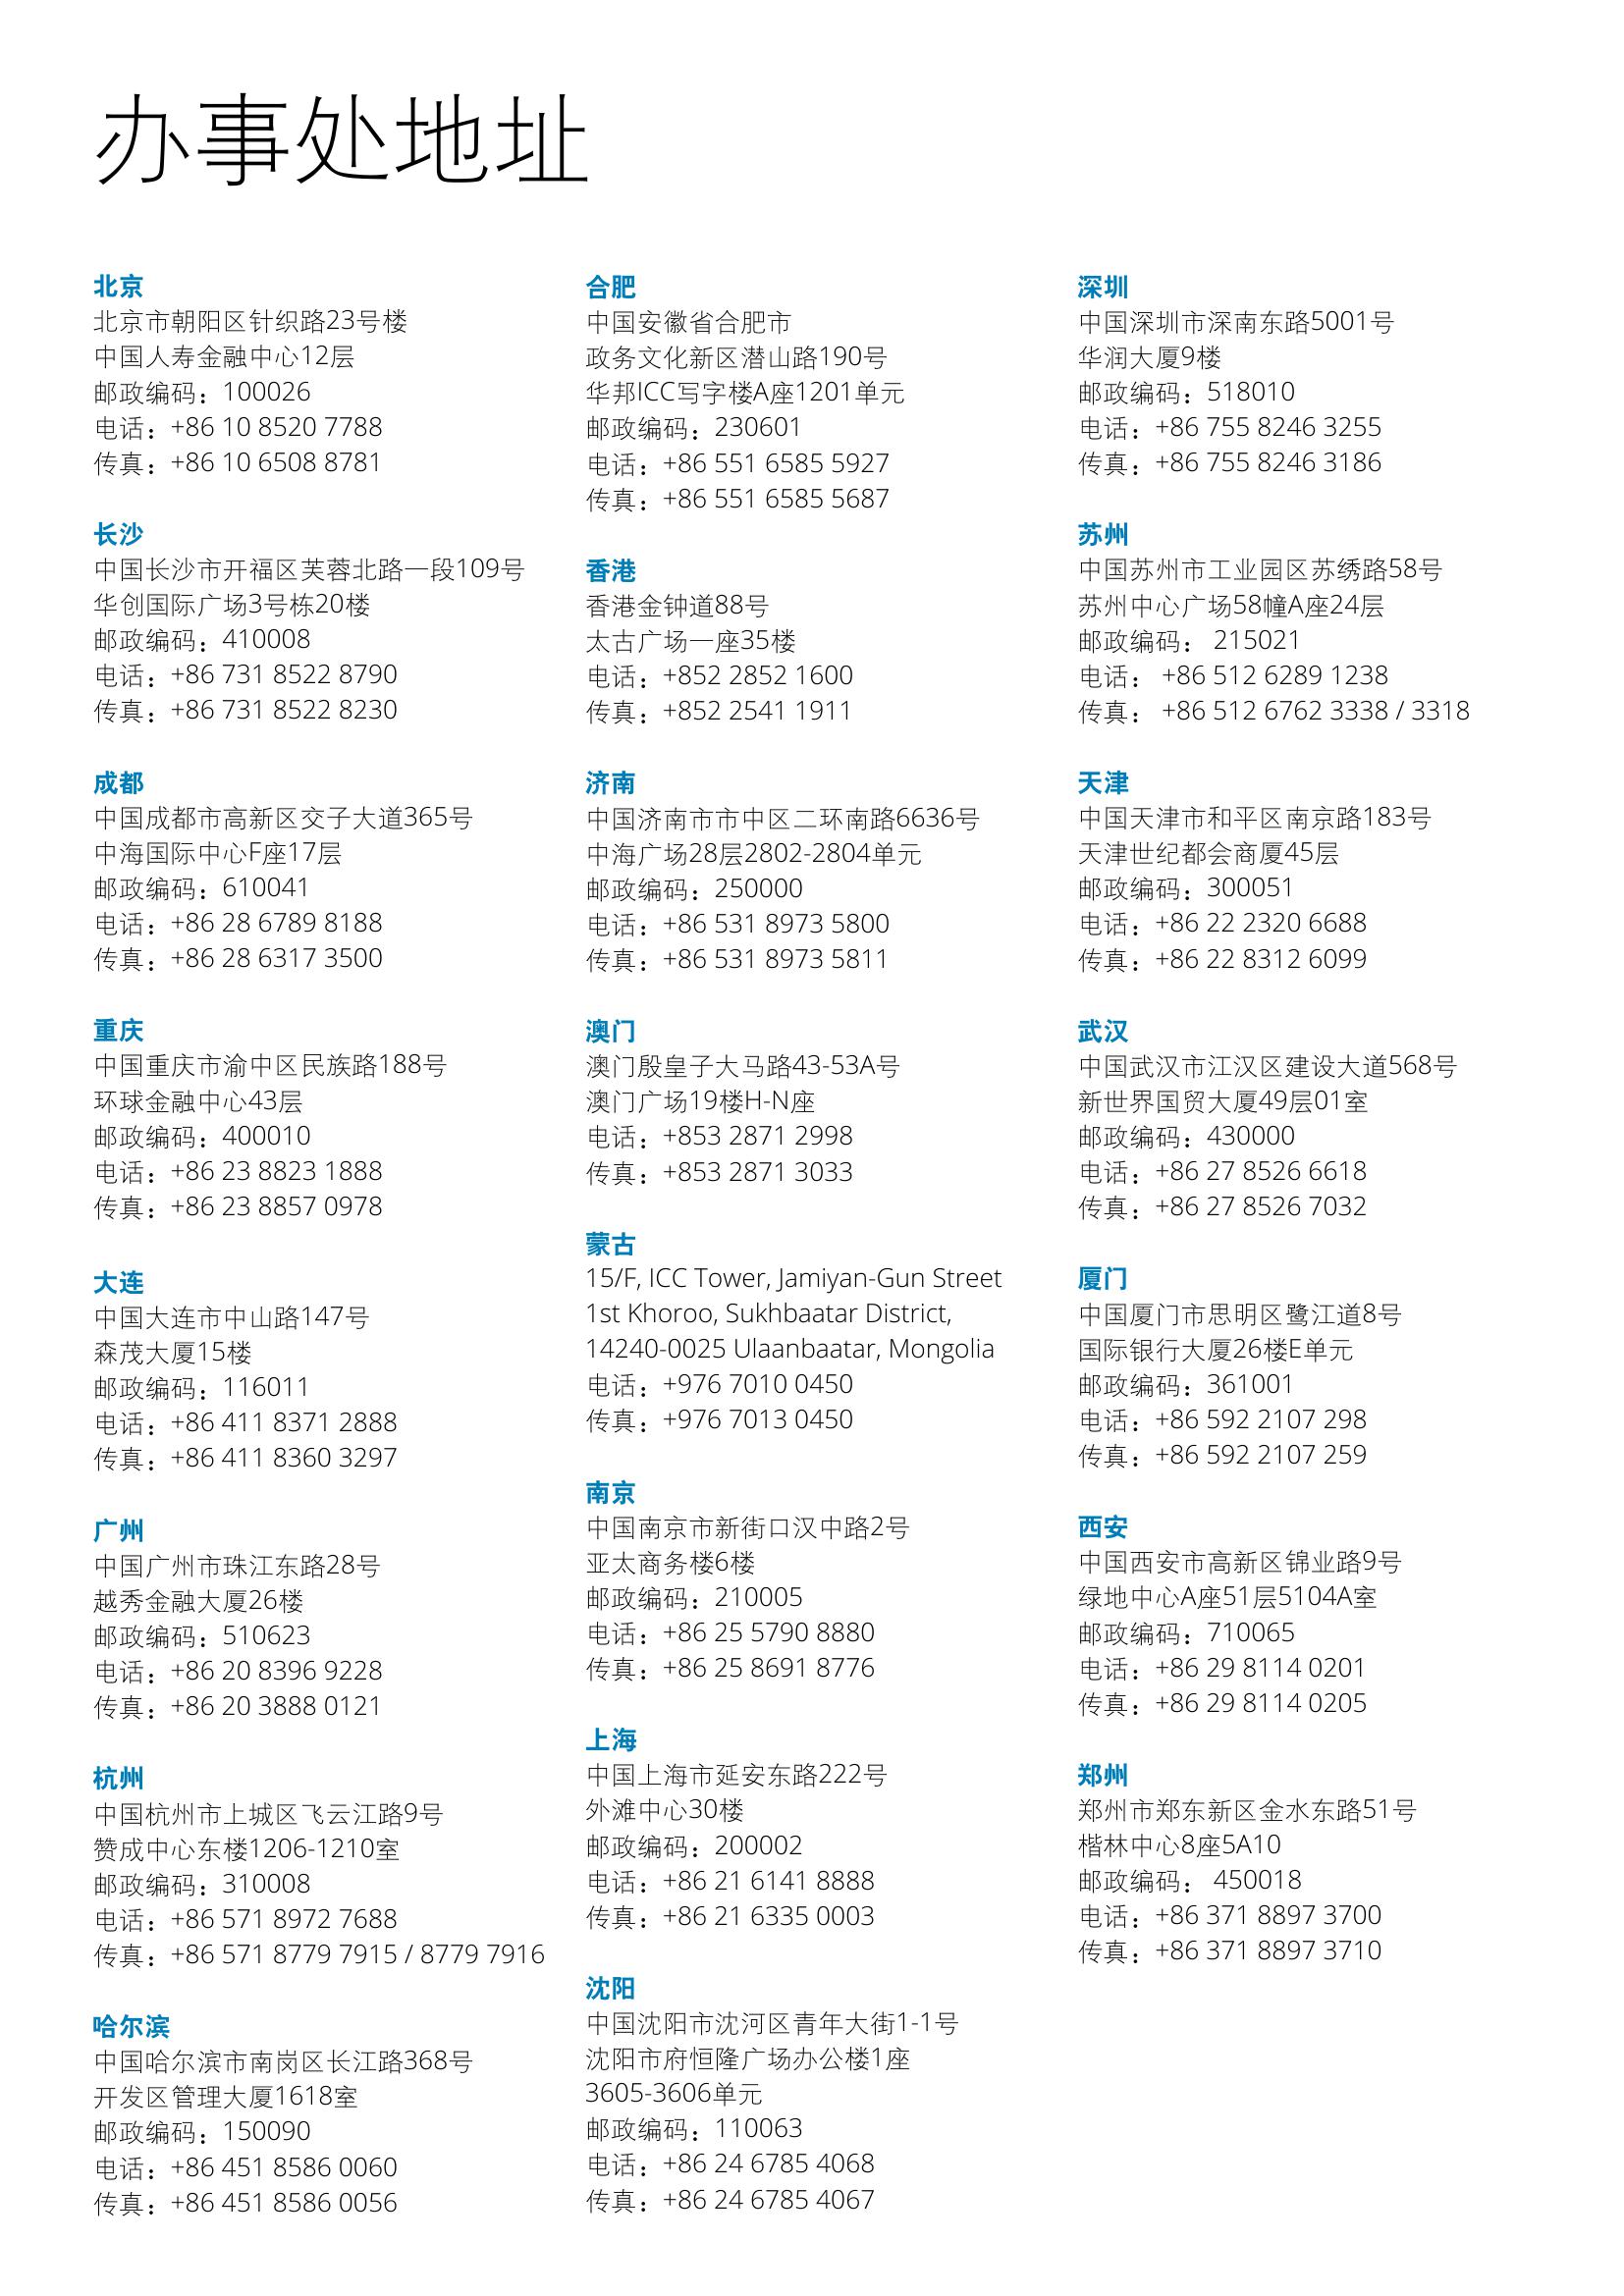 办事处地址
北京
北京市朝阳区针织路23号楼
中国人寿金融中心12层
邮政编码：100026
电话：+86 10 8520 7788
传真：+86 10 6508 8781
长沙
中国长沙市开福区芙蓉北路一段109号
华创国际广场3号栋20楼
邮政编码：410008
电话：+86 731 8522 8790
传真：+86 731 8522 8230
成都
中国成都市高新区交子大道365号
中海国际中心F座17层
邮政编码：610041
电话：+86 28 6789 8188
传真：+86 28 6317 3500
重庆
中国重庆市渝中区民族路188号
环球金融中心43层
邮政编码：400010
电话：+86 23 8823 1888
传真：+86 23 8857 0978
大连
中国大连市中山路147号
森茂大厦15楼
邮政编码：116011
电话：+86 411 8371 2888
传真：+86 411 8360 3297
广州
中国广州市珠江东路28号
越秀金融大厦26楼
邮政编码：510623
电话：+86 20 8396 9228
传真：+86 20 3888 0121
杭州
中国杭州市上城区飞云江路9号
赞成中心东楼1206-1210室
邮政编码：310008
电话：+86 571 8972 7688
传真：+86 571 8779 7915 / 8779 7916
哈尔滨
中国哈尔滨市南岗区长江路368号
开发区管理大厦1618室
邮政编码：150090
电话：+86 451 8586 0060
传真：+86 451 8586 0056
合肥
中国安徽省合肥市
政务文化新区潜山路190号
华邦ICC写字楼A座1201单元
邮政编码：230601
电话：+86 551 6585 5927
传真：+86 551 6585 5687
香港
香港金钟道88号
太古广场一座35楼
电话：+852 2852 1600
传真：+852 2541 1911
济南
中国济南市市中区二环南路6636号
中海广场28层2802-2804单元
邮政编码：250000
电话：+86 531 8973 5800
传真：+86 531 8973 5811
澳门
澳门殷皇子大马路43-53A号
澳门广场19楼H-N座
电话：+853 2871 2998
传真：+853 2871 3033
蒙古
15/F, ICC Tower, Jamiyan-Gun Street
1st Khoroo, Sukhbaatar District,
14240-0025 Ulaanbaatar, Mongolia
电话：+976 7010 0450
传真：+976 7013 0450
南京
中国南京市新街口汉中路2号
亚太商务楼6楼
邮政编码：210005
电话：+86 25 5790 8880
传真：+86 25 8691 8776
上海
中国上海市延安东路222号
外滩中心30楼
邮政编码：200002
电话：+86 21 6141 8888
传真：+86 21 6335 0003
沈阳
中国沈阳市沈河区青年大街1-1号
沈阳市府恒隆广场办公楼1座
3605-3606单元
邮政编码：110063
电话：+86 24 6785 4068
传真：+86 24 6785 4067
深圳
中国深圳市深南东路5001号
华润大厦9楼
邮政编码：518010
电话：+86 755 8246 3255
传真：+86 755 8246 3186
苏州
中国苏州市工业园区苏绣路58号
苏州中心广场58幢A座24层
邮政编码： 215021
电话： +86 512 6289 1238
传真： +86 512 6762 3338 / 3318
天津
中国天津市和平区南京路183号
天津世纪都会商厦45层
邮政编码：300051
电话：+86 22 2320 6688
传真：+86 22 8312 6099
武汉
中国武汉市江汉区建设大道568号
新世界国贸大厦49层01室
邮政编码：430000
电话：+86 27 8526 6618
传真：+86 27 8526 7032
厦门
中国厦门市思明区鹭江道8号
国际银行大厦26楼E单元
邮政编码：361001
电话：+86 592 2107 298
传真：+86 592 2107 259
西安
中国西安市高新区锦业路9号
绿地中心A座51层5104A室
邮政编码：710065
电话：+86 29 8114 0201
传真：+86 29 8114 0205
郑州
郑州市郑东新区金水东路51号
楷林中心8座5A10
邮政编码： 450018
电话：+86 371 8897 3700
传真：+86 371 8897 3710